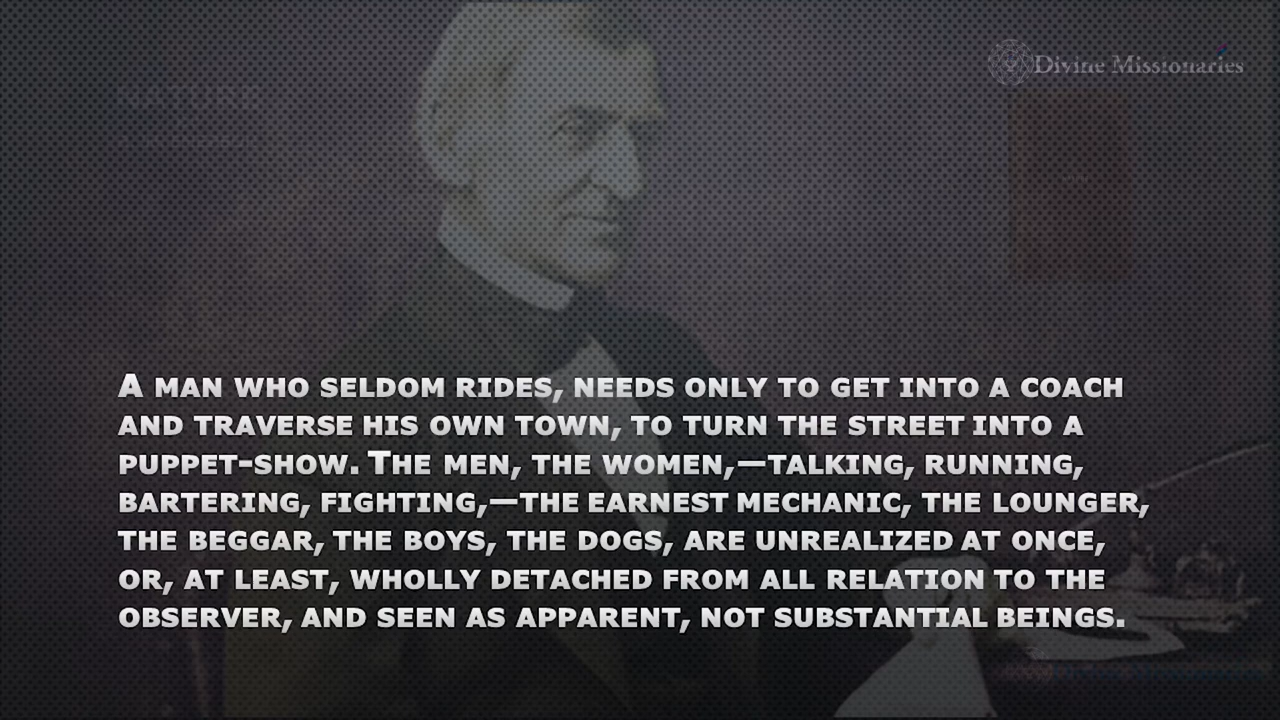 Divine Missionaries
NATURE
A MAN WHO SELDOM RIDES, NEEDS ONLY TO GET INTO A COACH
AND TRAVERSE HIS OWN TOWN, TO TURN THE STREET INTO A
PUPPET-SHOW. THE MEN, THE WOMEN,—TALKING, RUNNING,
BARTERING, FIGHTING,—THE EARNEST MECHANIC, THE LOUNGER,
THE BEGGAR, THE BOYS, THE DOGS, ARE UNREALIZED AT ONCE,
OR, AT LEAST, WHOLLY DETACHED FROM ALL RELATION TO THE
OBSERVER, AND SEEN AS APPARENT, NOT SUBSTANTIAL BEINGS.